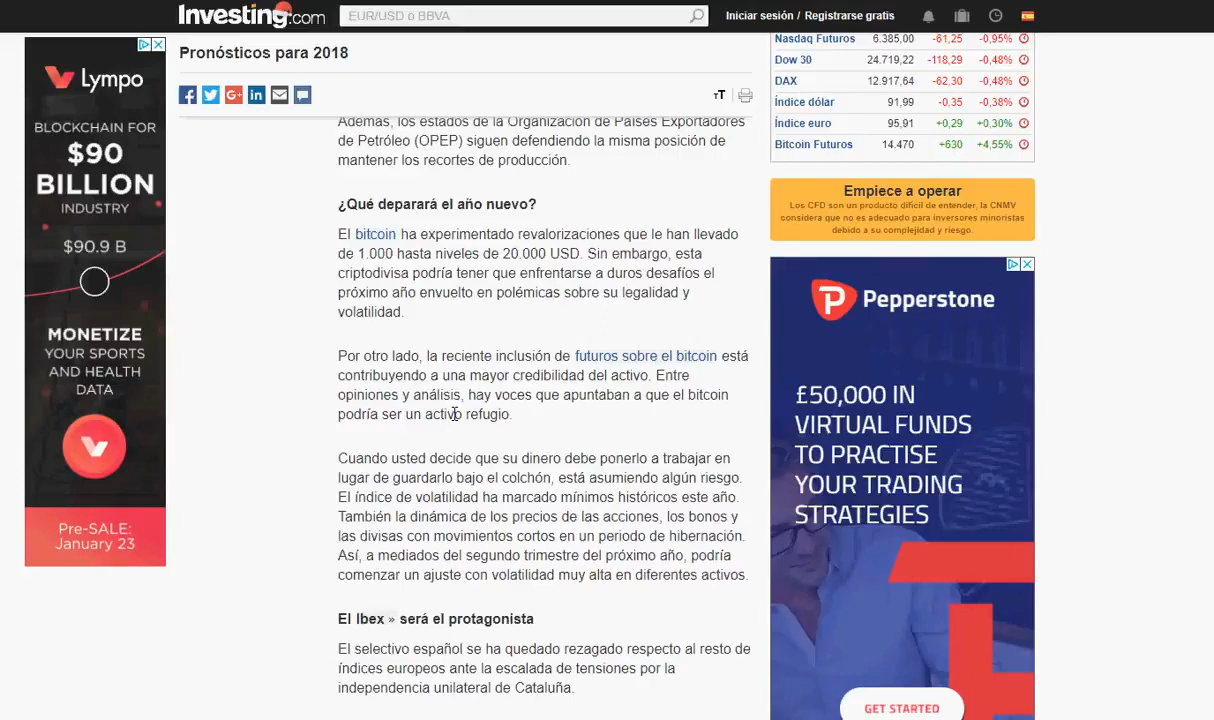 Investing.com
EUR/USD o BBVA
Iniciar sesión / Registrarse gratis
Pronósticos para 2018
Lympo
BLOCKCHAIN FOR
$90
BILLION
INDUSTRY
$90.9 B
MONETIZE
YOUR SPORTS
AND HEALTH
DATA
Pre-SALE:
January 23
f G+ in
тT
Además, los estados de la Organización de Países Exportadores
de Petróleo (OPEP) siguen defendiendo la misma posición de
mantener los recortes de producción.
¿Qué deparará el año nuevo?
El bitcoin ha experimentado revalorizaciones que le han llevado
de 1.000 hasta niveles de 20.000 USD. Sin embargo, esta
criptodivisa podría tener que enfrentarse a duros desafíos el
próximo año envuelto en polémicas sobre su legalidad y
volatilidad.
Por otro lado, la reciente inclusión de futuros sobre el bitcoin está
contribuyendo a una mayor credibilidad del activo. Entre
opiniones y análisis, hay voces que apuntaban a que el bitcoin
podría ser un activo refugio.
Cuando usted decide que su dinero debe ponerlo a trabajar en
lugar de guardarlo bajo el colchón, está asumiendo algún riesgo.
El índice de volatilidad ha marcado mínimos históricos este año.
También la dinámica de los precios de las acciones, los bonos y
las divisas con movimientos cortos en un periodo de hibernación.
Así, a mediados del segundo trimestre del próximo año, podría
comenzar un ajuste con volatilidad muy alta en diferentes activos.
El Ibex » será el protagonista
El selectivo español se ha quedado rezagado respecto al resto de
índices europeos ante la escalada de tensiones por la
independencia unilateral de Cataluña.
Nasdaq Futuros 6.385,00 -61,25 -0,95%
Dow 30 24.719,22 -118,29 -0,48%
DAX 12.917,64 -62,30 -0,48%
Índice dólar 91,99 -0,35 -0,38%
Índice euro 95,91 +0,29 +0,30%
Bitcoin Futuros 14.470 +630 +4,55%
Empiece a operar
Los CFD son un producto difícil de entender, la CNMV
considera que no es adecuado para inversores minoristas
debido a su complejidad y riesgo.
Pepperstone
£50,000 IN
VIRTUAL FUNDS
TO PRACTISE
YOUR TRADING
STRATEGIES
GET STARTED